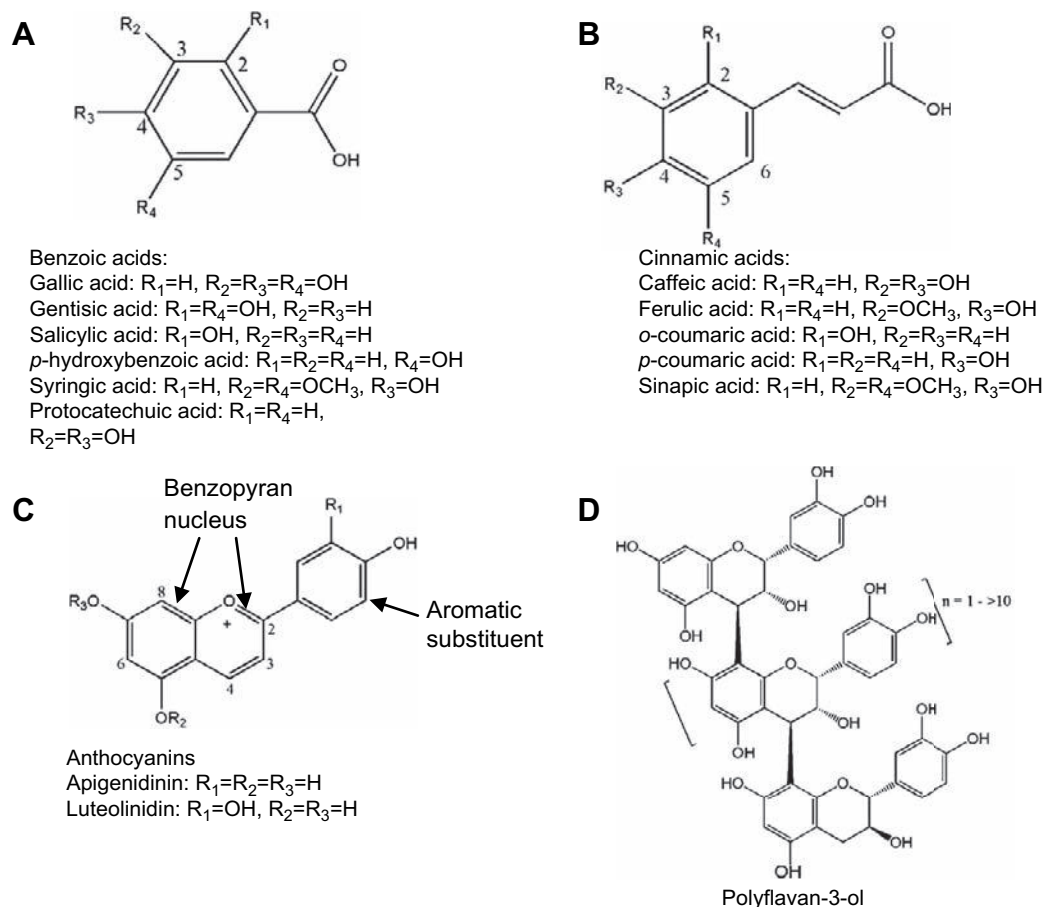 A
R₂
R₁
3
2
O
R₃
4
5
OH
R₄
Benzoic acids:
Gallic acid: R₁=H, R₂=R₃=R₄=OH
Gentisic acid: R₁=R₄=OH, R₂=R₃=H
Salicylic acid: R₁=OH, R₂=R₃=R₄=H
p-hydroxybenzoic acid: R₁=R₂=R₄=H, R₄=OH
Syringic acid: R₁=H, R₂=R₄=OCH₃, R₃=OH
Protocatechuic acid: R₁=R₄=H,
R₂=R₃=OH
B
R₁
O
R₂
2
3
OH
4
6
R₃
5
R₄
Cinnamic acids:
Caffeic acid: R₁=R₄=H, R₂=R₃=OH
Ferulic acid: R₁=R₄=H, R₂=OCH₃, R₃=OH
o-coumaric acid: R₁=OH, R₂=R₃=R₄=H
p-coumaric acid: R₁=R₂=R₄=H, R₃=OH
Sinapic acid: R₁=H, R₂=R₄=OCH₃, R₃=OH
C
Benzopyran
nucleus
R₁
OH
R₃O
8
O
+
2
Aromatic
substituent
6
4
3
OR₂
Anthocyanins
Apigenidinin: R₁=R₂=R₃=H
Luteolinidin: R₁=OH, R₂=R₃=H
D
OH
OH
HO
O
OH
OH
n = 1 - >10
OH
OH
HO
O
OH
OH
OH
OH
HO
O
OH
OH
Polyflavan-3-ol